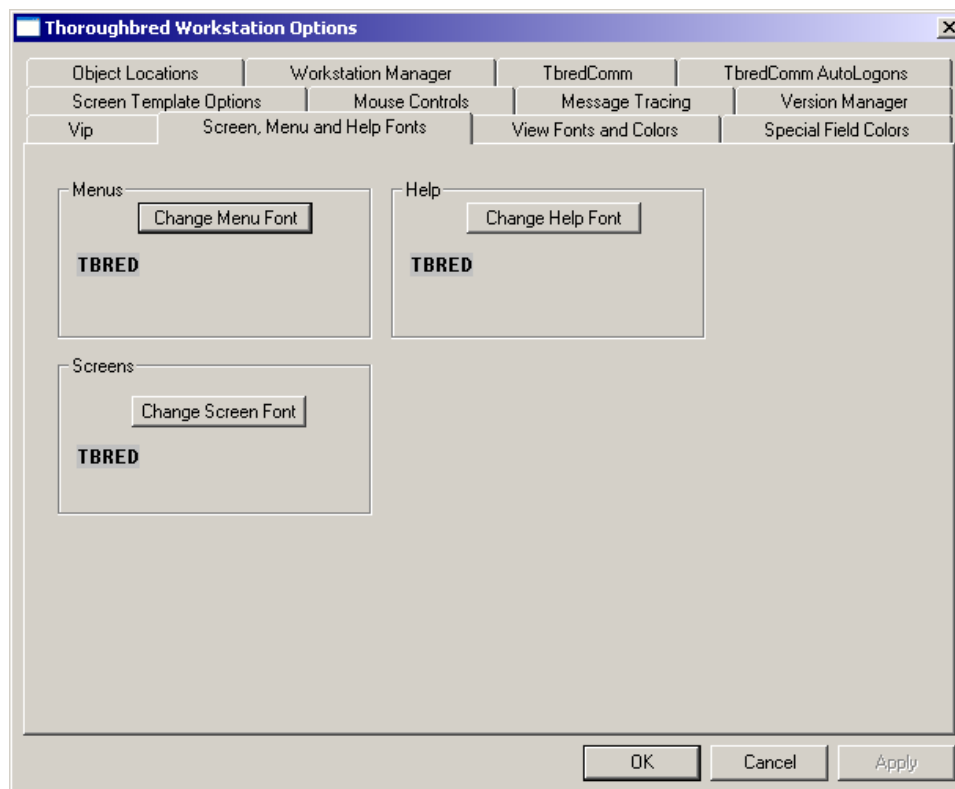 Thoroughbred Workstation Options
Object Locations Workstation Manager TbredComm TbredComm AutoLogons
Screen Template Options Mouse Controls Message Tracing Version Manager
Vip Screen, Menu and Help Fonts View Fonts and Colors Special Field Colors
Menus
Change Menu Font
TBRED
Help
Change Help Font
TBRED
Screens
Change Screen Font
TBRED
OK Cancel Apply